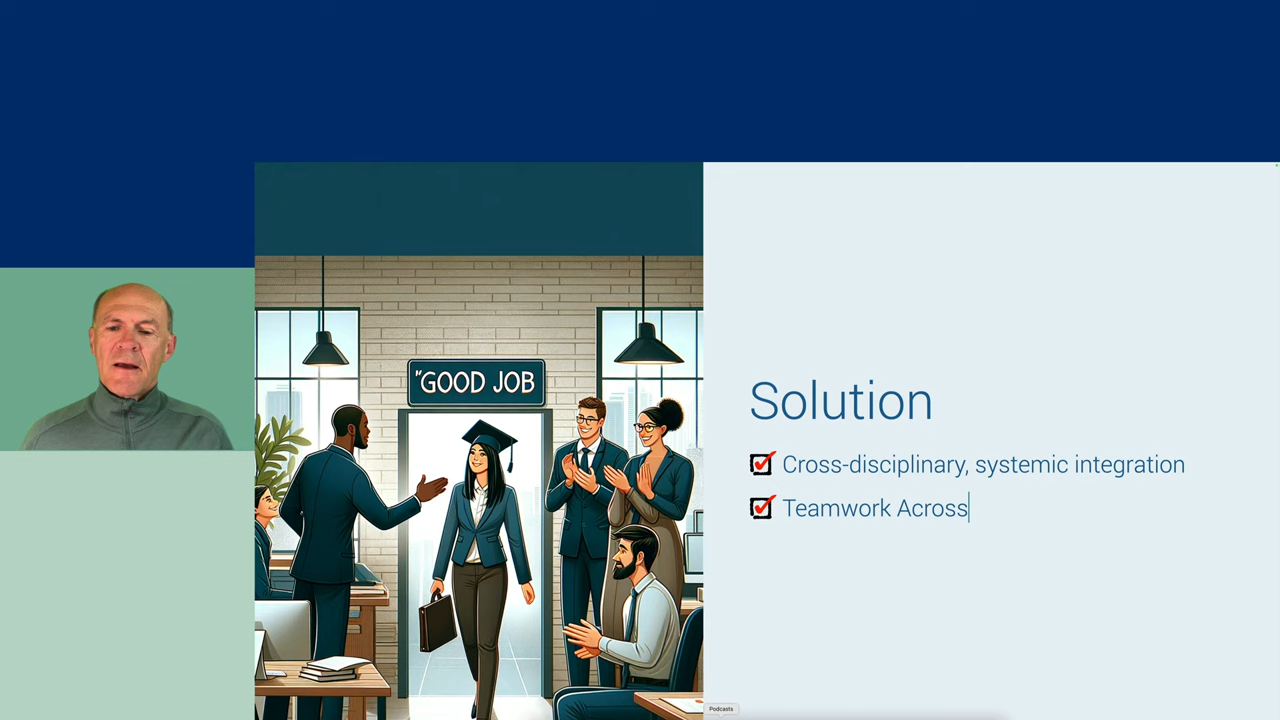 "GOOD JOB
Solution
Cross-disciplinary, systemic integration
Teamwork Across
Podcasts